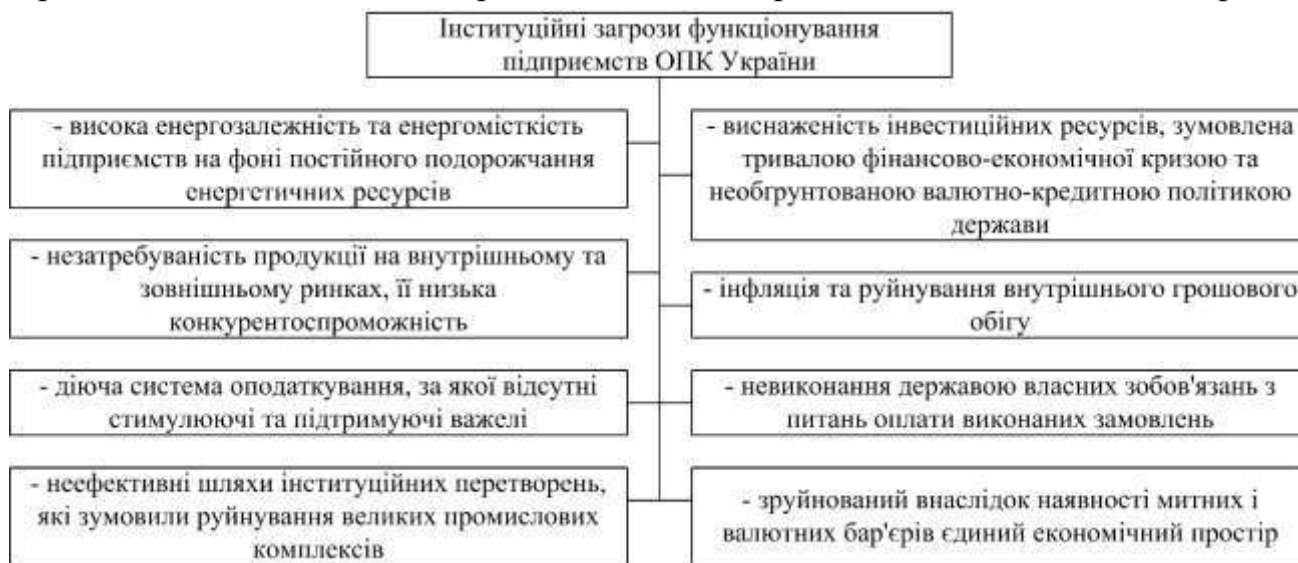 Інституційні загрози функціонування
підприємств ОПК України
- висока енергозалежність та енергомісткість
підприємств на фоні постійного подорожчання
енергетичних ресурсів
- незатребуваність продукції на внутрішньому та
зовнішньому ринках, її низька
конкурентоспроможність
- діюча система оподаткування, за якої відсутні
стимулюючі та підтримуючі важелі
- неефективні шляхи інституційних перетворень,
які зумовили руйнування великих промислових
комплексів
- виснаженість інвестиційних ресурсів, зумовлена
тривалою фінансово-економічної кризою та
необґрунтованою валютно-кредитною політикою
держави
- інфляція та руйнування внутрішнього грошового
обігу
- невиконання державою власних зобов'язань з
питань оплати виконаних замовлень
- зруйнований внаслідок наявності митних і
валютних бар'єрів єдиний економічний простір